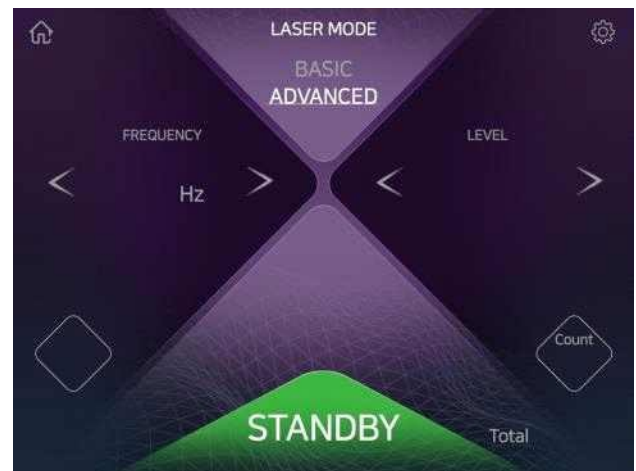 LASER MODE
BASIC
ADVANCED
FREQUENCY
LEVEL
Hz
Count
STANDBY
Total